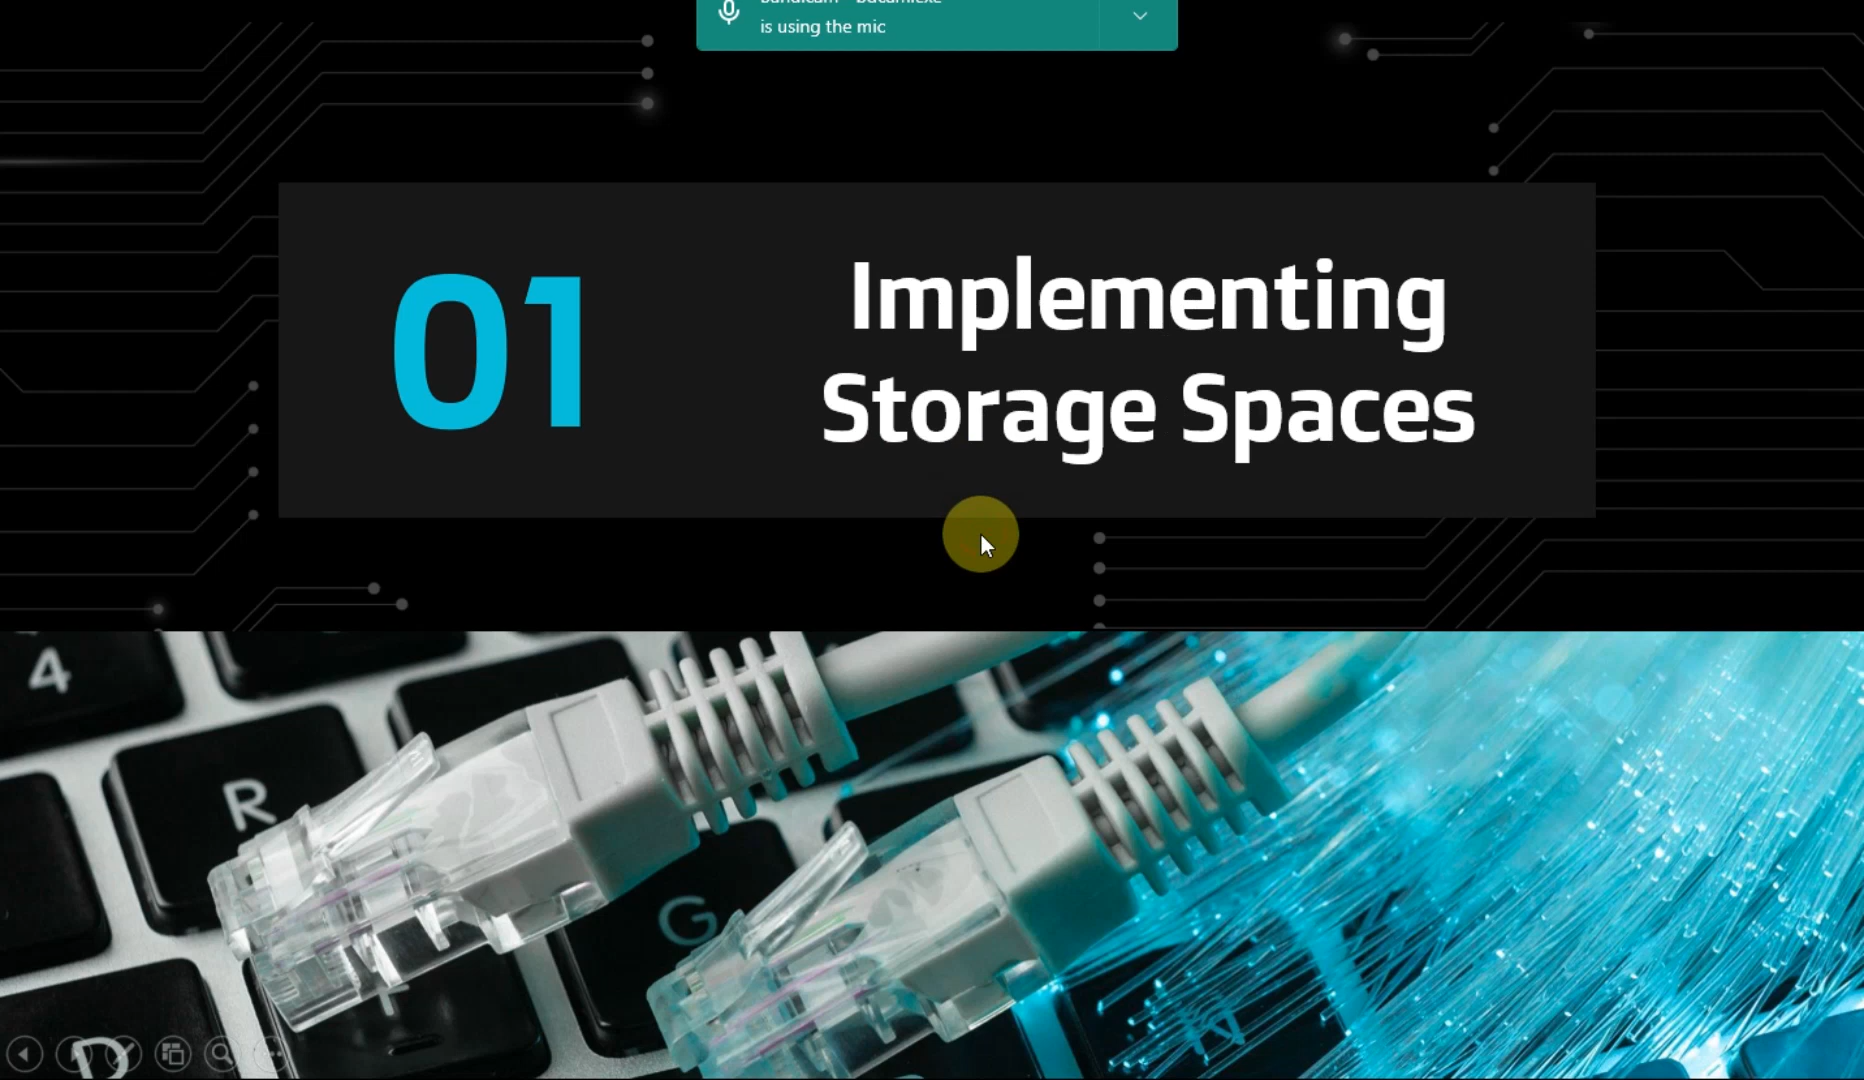 is using the mic
01
Implementing
Storage Spaces
4
R
G
F
D